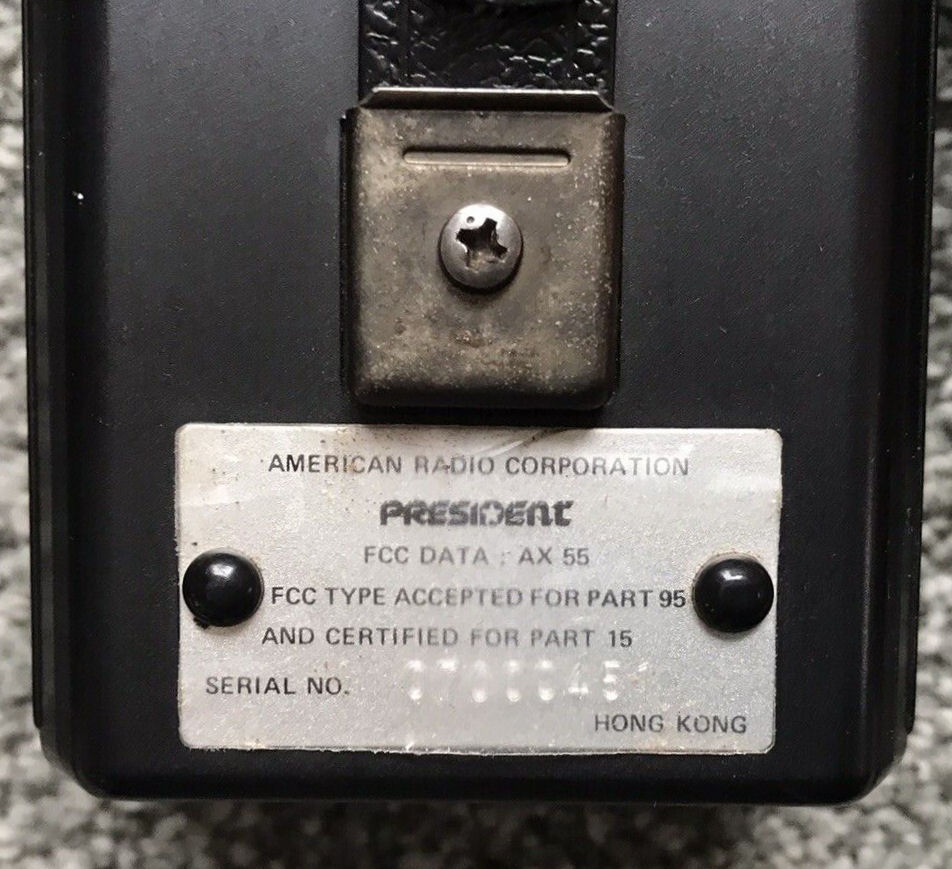 AMERICAN RADIO CORPORATION
PRESIDENT
FCC DATA : AX 55
FCC TYPE ACCEPTED FOR PART 95
AND CERTIFIED FOR PART 15
SERIAL NO.
HONG KONG